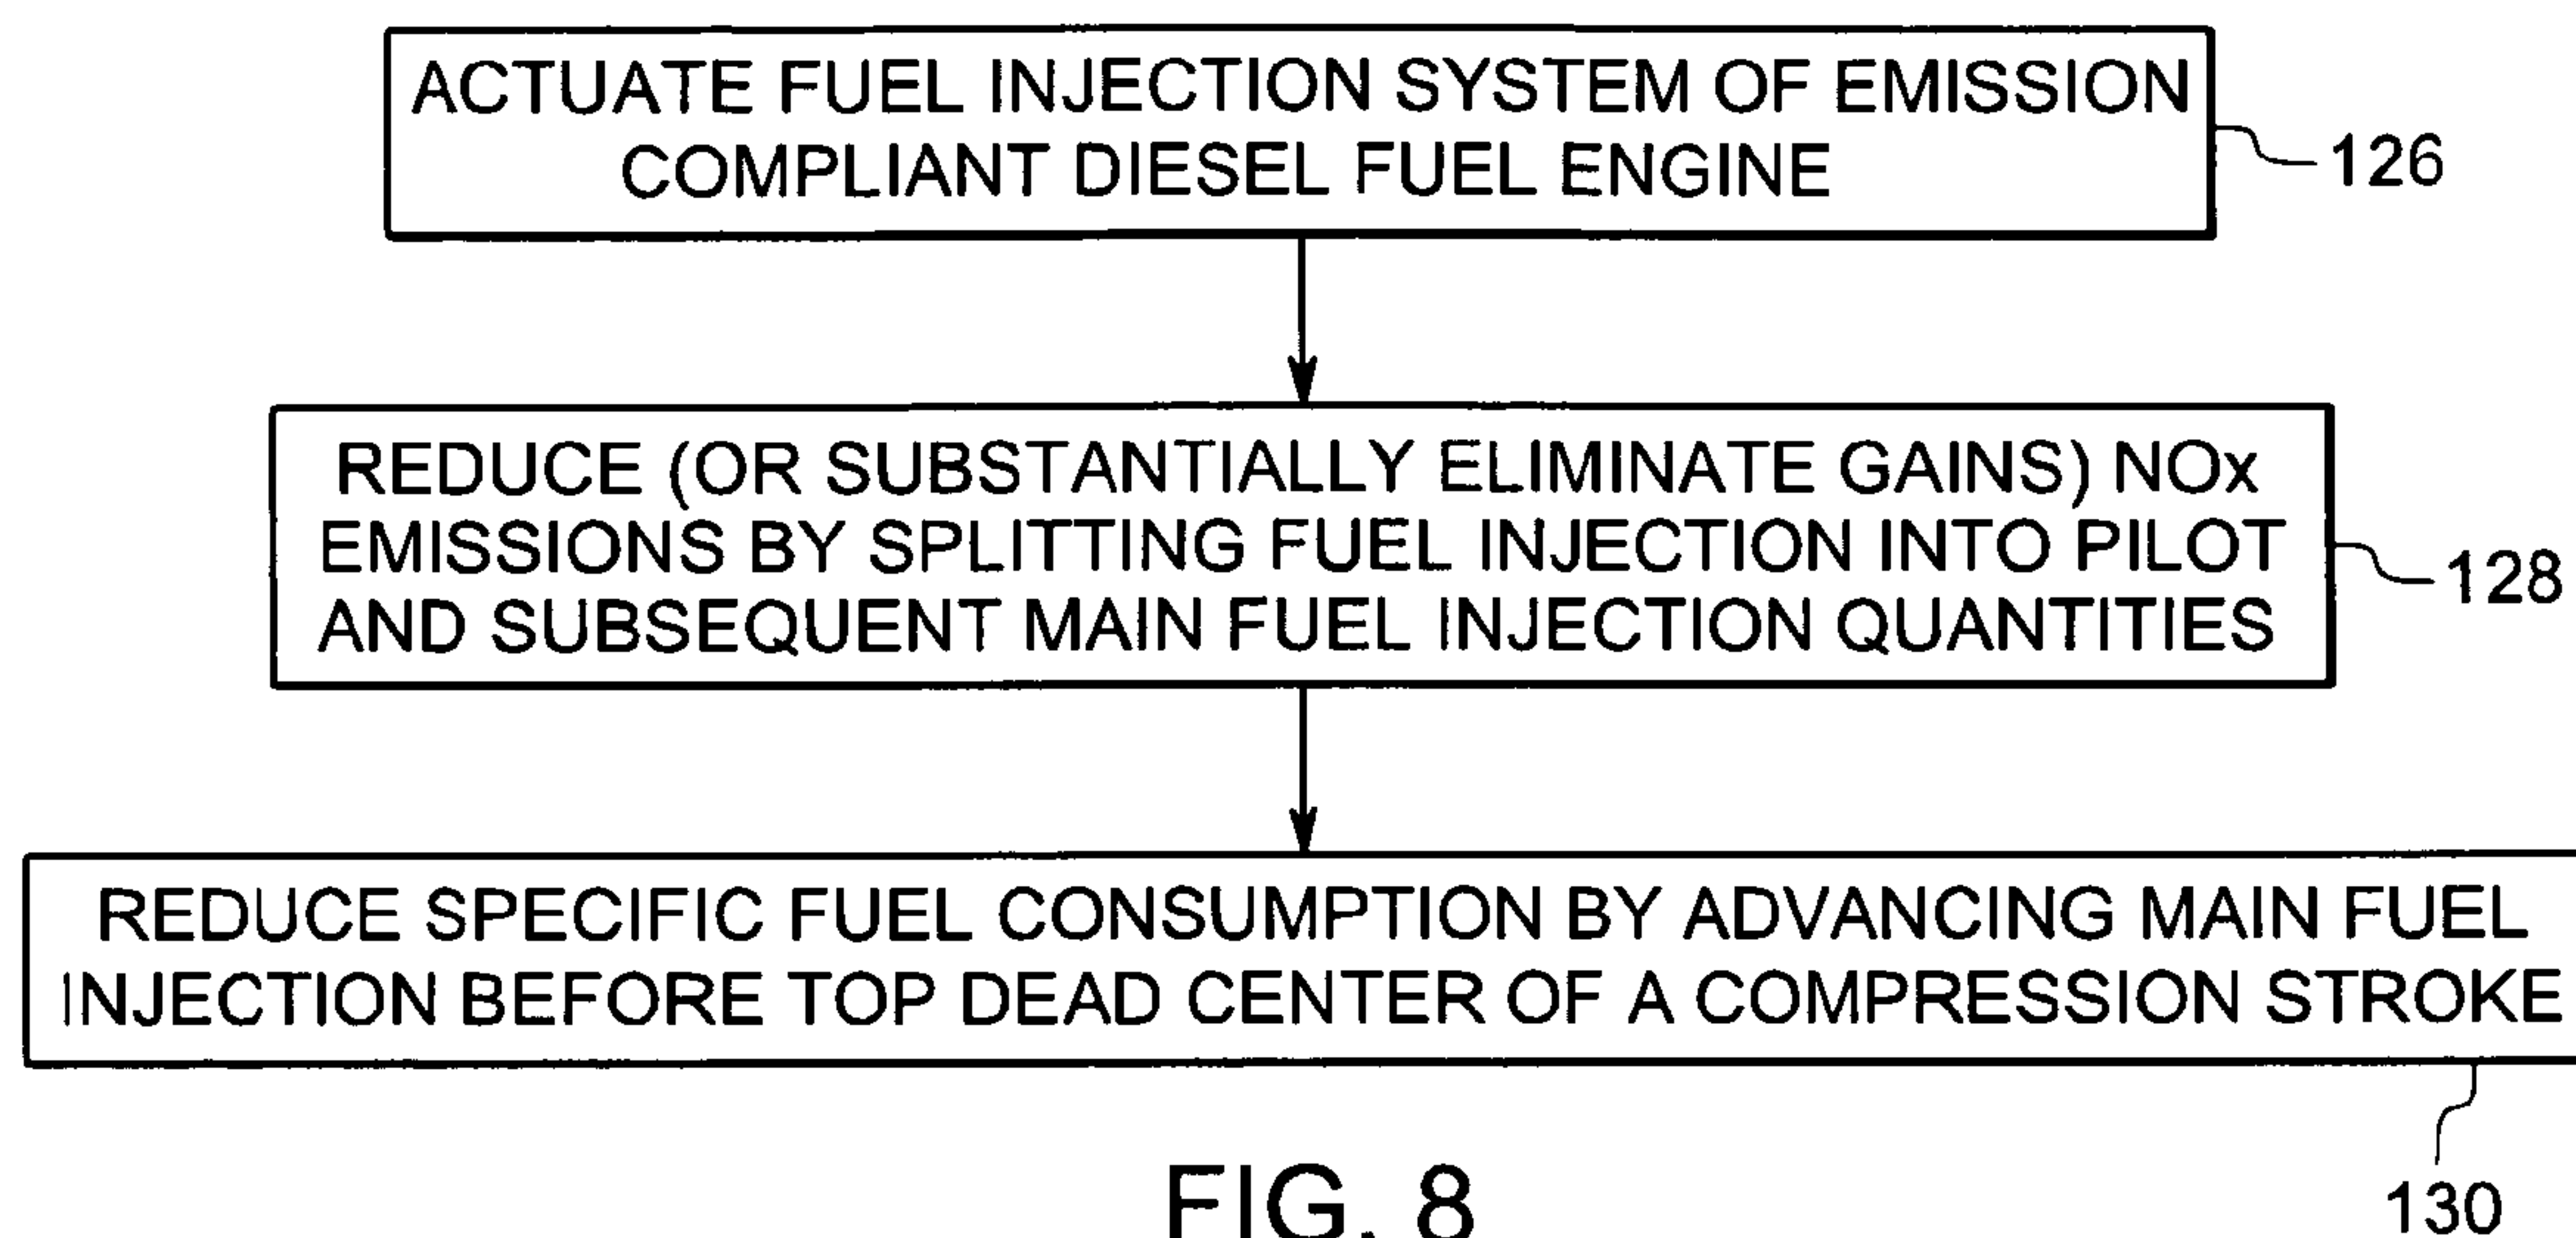 ACTUATE FUEL INJECTION SYSTEM OF EMISSION
COMPLIANT DIESEL FUEL ENGINE
126
REDUCE (OR SUBSTANTIALLY ELIMINATE GAINS) NOx
EMISSIONS BY SPLITTING FUEL INJECTION INTO PILOT
AND SUBSEQUENT MAIN FUEL INJECTION QUANTITIES
128
REDUCE SPECIFIC FUEL CONSUMPTION BY ADVANCING MAIN FUEL
INJECTION BEFORE TOP DEAD CENTER OF A COMPRESSION STROKE
130
FIG. 8